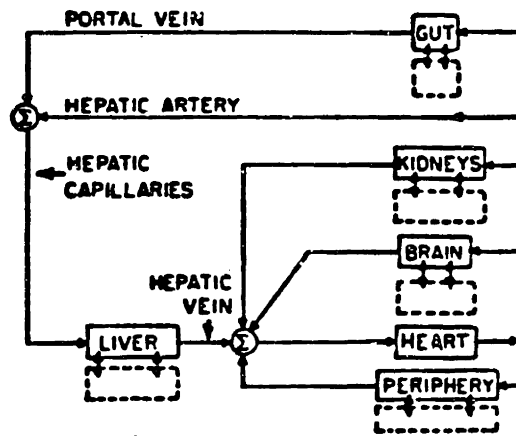 PORTAL VEIN
GUT
Σ
HEPATIC ARTERY
HEPATIC
CAPILLARIES
KIDNEYS
BRAIN
HEPATIC
VEIN
LIVER
Σ
HEART
PERIPHERY